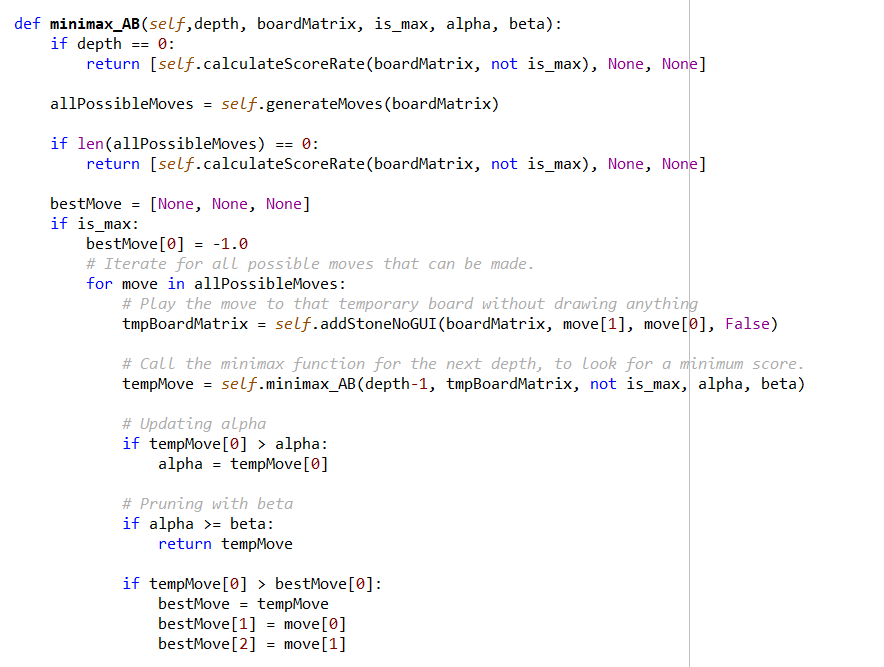 def minimax_AB(self,depth, boardMatrix, is_max, alpha, beta):
    if depth == 0:
        return [self.calculateScoreRate(boardMatrix, not is_max), None, None]

    allPossibleMoves = self.generateMoves(boardMatrix)

    if len(allPossibleMoves) == 0:
        return [self.calculateScoreRate(boardMatrix, not is_max), None, None]

    bestMove = [None, None, None]
    if is_max:
        bestMove[0] = -1.0
        # Iterate for all possible moves that can be made.
        for move in allPossibleMoves:
            # Play the move to that temporary board without drawing anything
            tmpBoardMatrix = self.addStoneNoGUI(boardMatrix, move[1], move[0], False)

            # Call the minimax function for the next depth, to look for a minimum score.
            tempMove = self.minimax_AB(depth-1, tmpBoardMatrix, not is_max, alpha, beta)

            # Updating alpha
            if tempMove[0] > alpha:
                alpha = tempMove[0]

            # Pruning with beta
            if alpha >= beta:
                return tempMove

            if tempMove[0] > bestMove[0]:
                bestMove = tempMove
                bestMove[1] = move[0]
                bestMove[2] = move[1]